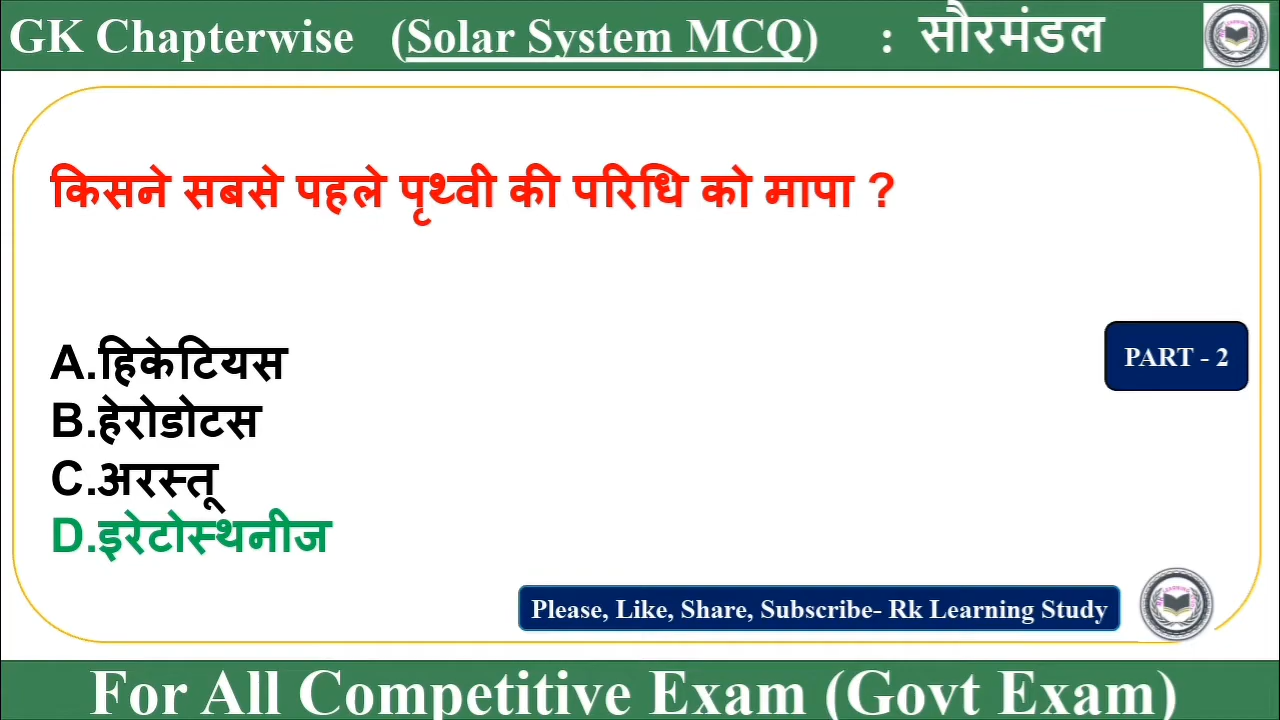 GK Chapterwise (Solar System MCQ) : सौरमंडल
किसने सबसे पहले पृथ्वी की परिधि को मापा ?
A.हिकेटियस
B.हेरोडोटस
C.अरस्तू
D.इरेटोस्थनीज
PART - 2
Please, Like, Share, Subscribe- Rk Learning Study
For All Competitive Exam (Govt Exam)